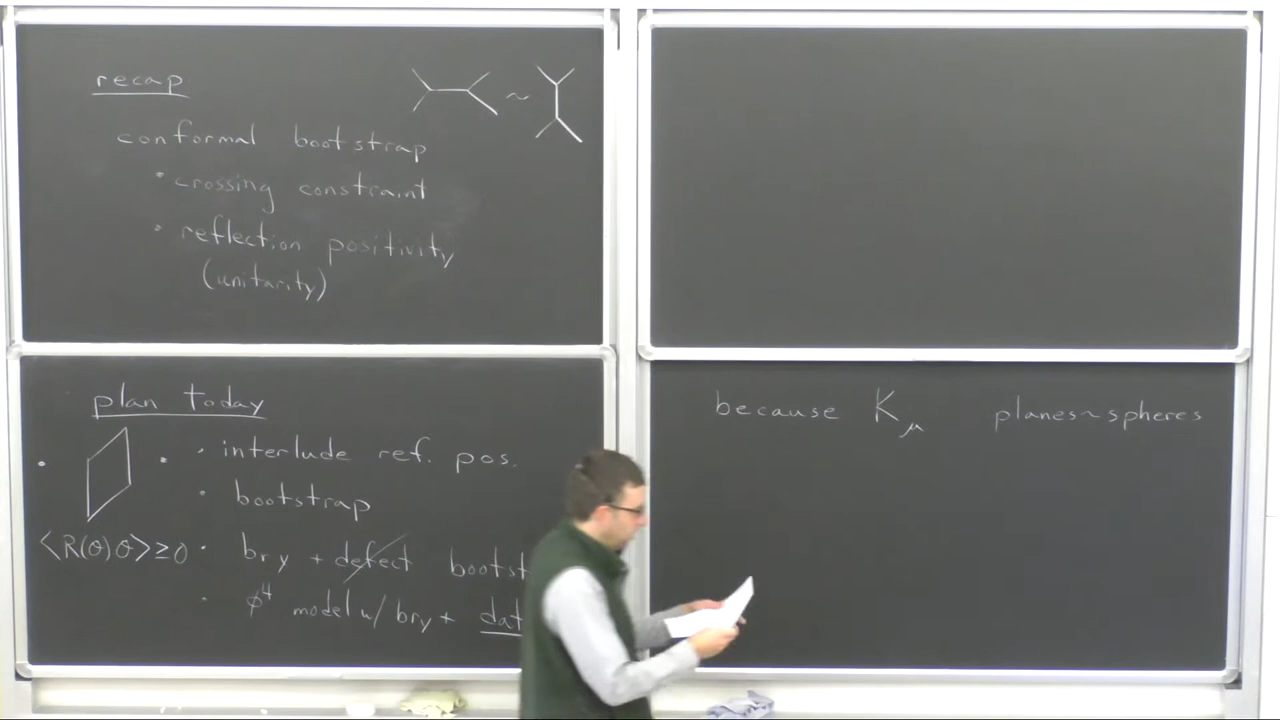 recap
conformal bootstrap
• crossing constraint
• reflection positivity
(unitarity)
~
plan today
• interlude ref. pos.
• bootstrap
<R(O)O> ≥ 0
• bry + defect
• φ⁴ model w/ bry +
because Kμ planes~spheres